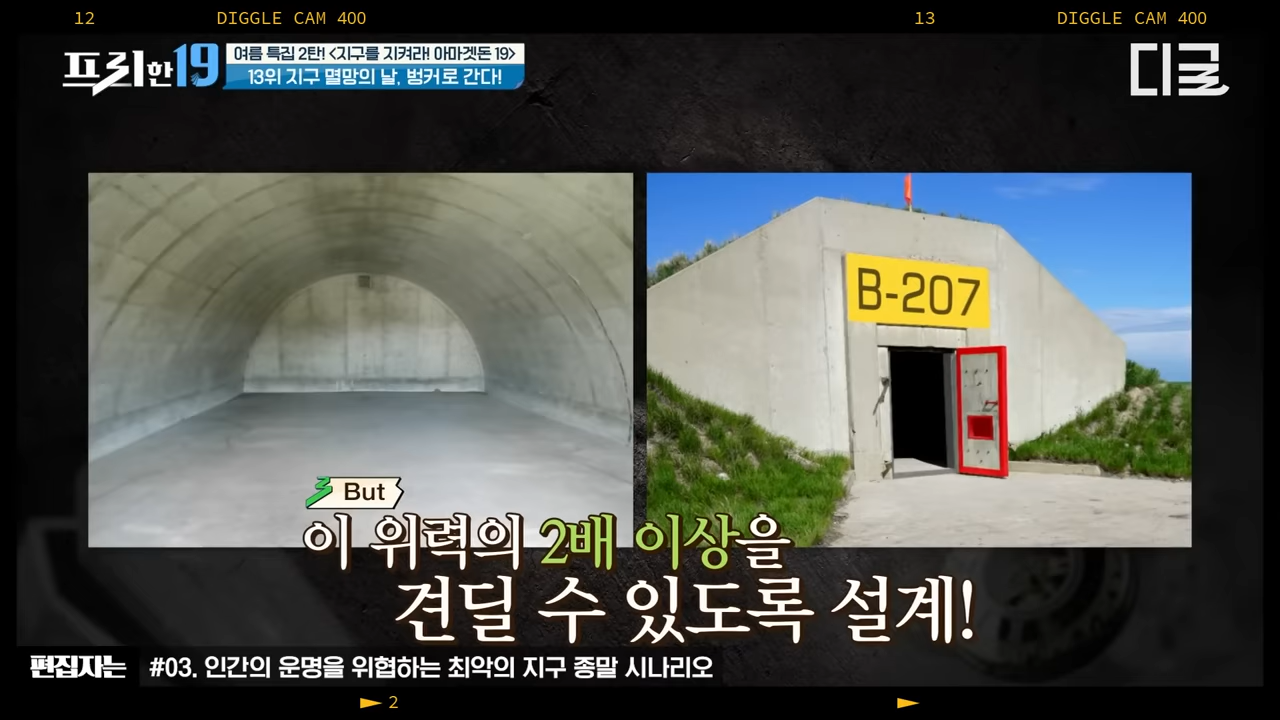 12 DIGGLE CAM 400 13 DIGGLE CAM 400
프리한19
여름 특집 2탄! <지구를 지켜라! 아마겟돈 19>
13위 지구 멸망의 날, 벙커로 간다!
디글
B-207
But
이 위력의 2배 이상을
견딜 수 있도록 설계!
편집자는 #03. 인간의 운명을 위협하는 최악의 지구 종말 시나리오
2